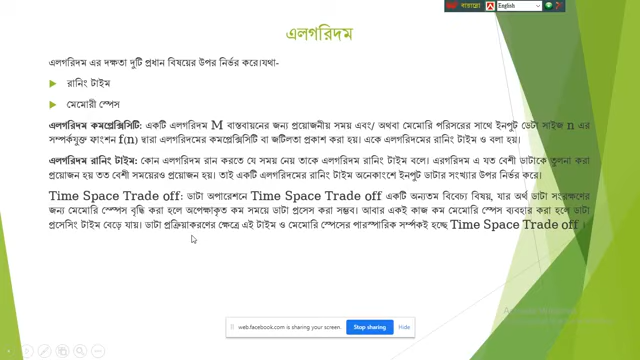 বায়ান্নো
English
এলগরিদম
এলগরিদম এর দক্ষতা দুটি প্রধান বিষয়ের উপর নির্ভর করে। যথা-
রানিং টাইম
মেমোরী স্পেস
এলগরিদম কমপ্লেক্সিসিটি: একটি এলগরিদম M বাস্তবায়নের জন্য প্রয়োজনীয় সময় এবং/ অথবা মেমোরি পরিসরের সাথে ইনপুট ডেটা সাইজ n এর
সম্পর্কযুক্ত ফাংশন f(n) দ্বারা এলগরিদমের কমপ্লেক্সিসিটি বা জটিলতা প্রকাশ করা হয়। একে এলগরিদমের রানিং টাইম ও বলা হয়।
এলগরিদম রানিং টাইম: কোন এলগরিদম রান করতে যে সময় নেয় তাকে এলগরিদম রানিং টাইম বলে। এরগরিদম এ যত বেশী ডাটাকে তুলনা করা
প্রয়োজন হয় তত বেশী সময়েরও প্রয়োজন হয়। তাই একটি এলগরিদমের রানিং টাইম অনেকাংশে ইনপুট ডাটার সংখ্যার উপর নির্ভর করে।
Time Space Trade off: ডাটা অপারেশনে Time Space Trade off একটি অন্যতম বিবেচ্য বিষয়, যার অর্থ ডাটা সংরক্ষণের
জন্য মেমোরি স্পেস বৃদ্ধি করা হলে অপেক্ষাকৃত কম সময়ে ডাটা প্রসেস করা সম্ভব। আবার একই কাজ কম মেমোরি স্পেস ব্যবহার করা হলে ডাটা
প্রসেসিং টাইম বেড়ে যায়। ডাটা প্রক্রিয়াকরণের ক্ষেত্রে এই টাইম ও মেমোরি স্পেসের পারস্পারিক সর্ম্পকই হচ্ছে Time Space Trade off ।
web.facebook.com is sharing your screen. Stop sharing Hide